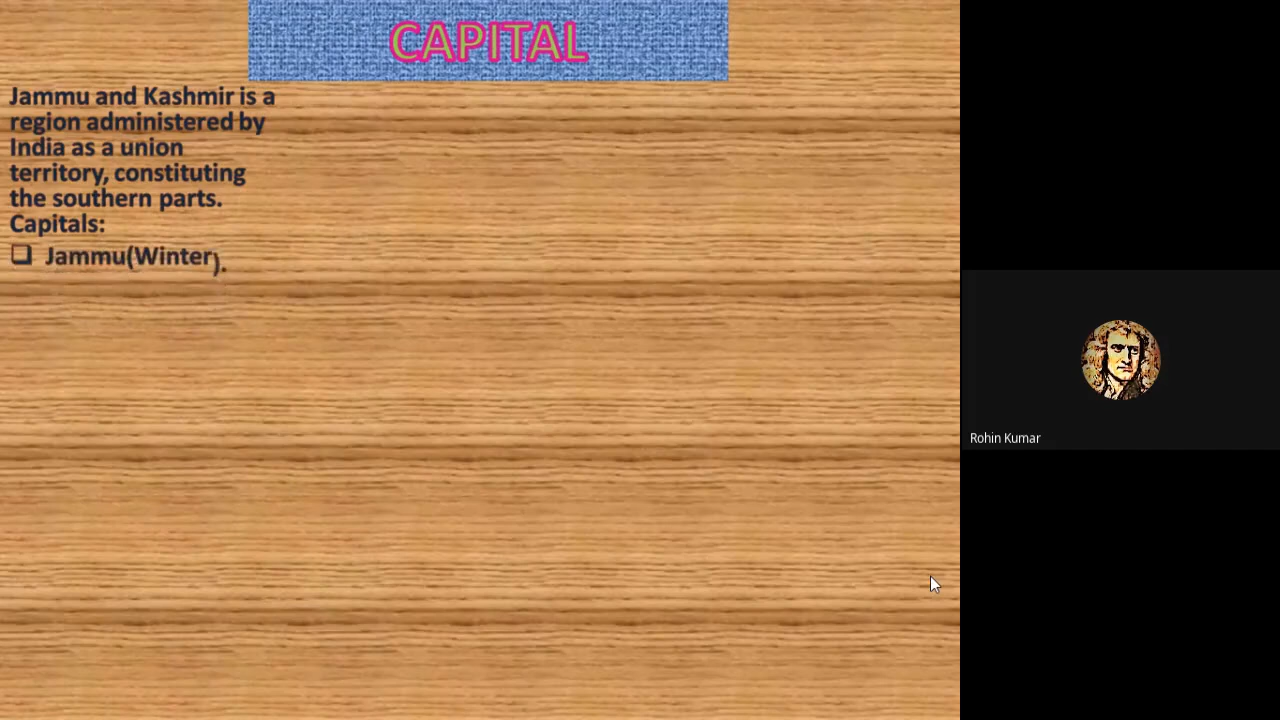 CAPITAL
Jammu and Kashmir is a
region administered by
India as a union
territory, constituting
the southern parts.
Capitals:
❑ Jammu(Winter).
Rohin Kumar